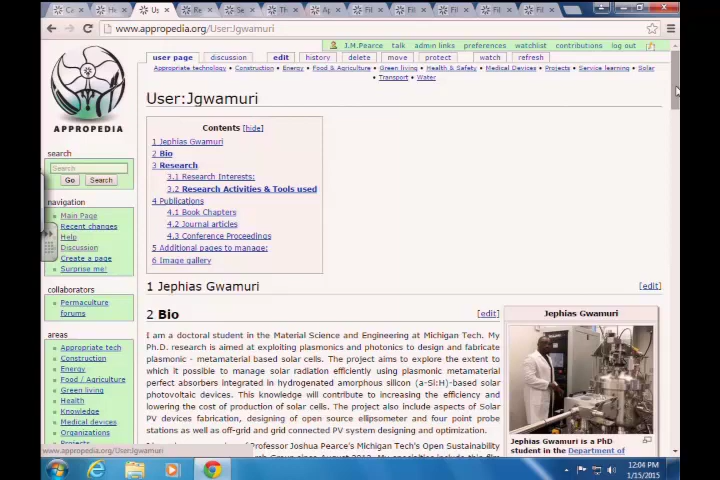 www.appropedia.org/User:Jgwamuri
J.M.Pearce talk admin links preferences watchlist contributions log out
user page discussion edit history delete move protect watch refresh
Appropriate technology • Construction • Energy • Food & Agriculture • Green living • Health & Safety • Medical Devices • Projects • Service learning • Solar
• Transport • Water
APPROPEDIA
User:Jgwamuri
Contents [hide]
1 Jephias Gwamuri
2 Bio
3 Research
3.1 Research Interests:
3.2 Research Activities & Tools used
4 Publications
4.1 Book Chapters
4.2 Journal articles
4.3 Conference Proceedings
5 Additional pages to manage:
6 Image gallery
search
Search
Go Search
navigation
Main Page
Recent changes
Help
Discussion
Create a page
Surprise me!
collaborators
Permaculture
forums
areas
Appropriate tech
Construction
Energy
Food / Agriculture
Green living
Health
Knowledge
Medical devices
Organizations
Projects
1 Jephias Gwamuri [edit]
2 Bio [edit]
I am a doctoral student in the Material Science and Engineering at Michigan Tech. My
Ph.D. research is aimed at exploiting plasmonics and photonics to design and fabricate
plasmonic - metamaterial based solar cells. The project aims to explore the extent to
which it possible to manage solar radiation efficiently using plasmonic metamaterial
perfect absorbers integrated in hydrogenated amorphous silicon (a-Si:H)-based solar
photovoltaic devices. This knowledge will contribute to increasing the efficiency and
lowering the cost of production of solar cells. The project also include aspects of Solar
PV devices fabrication, designing of open source ellipsometer and four point probe
stations as well as off-grid and grid connected PV system designing and optimization.
Professor Joshua Pearce's Michigan Tech's Open Sustainability
Jephias Gwamuri
Jephias Gwamuri is a PhD
student in the Department of
www.appropedia.org/User:Jgwamuri
12:04 PM
1/15/2015